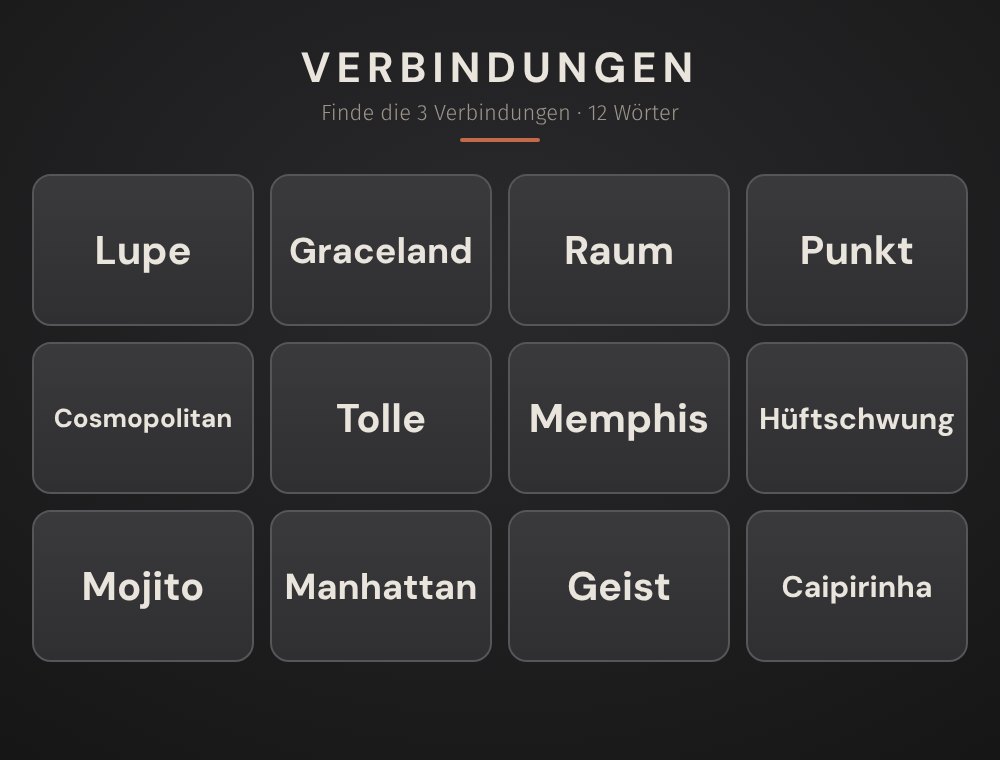 VERBINDUNGEN
Finde die 3 Verbindungen · 12 Wörter
Lupe
Graceland
Raum
Punkt
Cosmopolitan
Tolle
Memphis
Hüftschwung
Mojito
Manhattan
Geist
Caipirinha